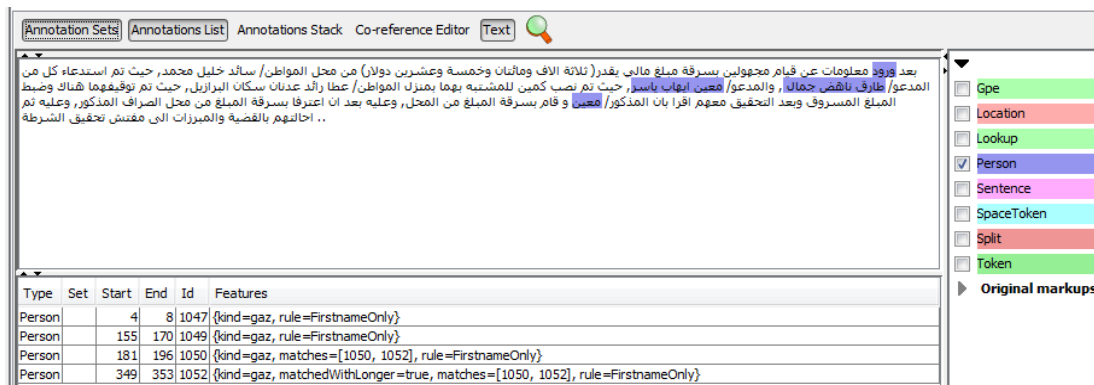 Annotation Sets Annotations List Annotations Stack Co-reference Editor Text
بعد ورود معلومات عن قيام مجهولين بسرقة مبلغ مالي يقدر( ثلاثة الاف ومائتان وخمسة وعشرين دولار) من محل المواطن/ سائد خليل محمد, حيث تم استدعاء كل من
المدعو/ طارق ناهض جمال , والمدعو/ معين ايهاب ياسر, حيث تم نصب كمين للمشتبه بهما بمنزل المواطن/ عطا رائد عدنان سكان البرازيل, حيث تم توقيفهما هناك وضبط
المبلغ المسروق وبعد التحقيق معهم اقرا بان المذكور/ معين و قام بسرقة المبلغ من المحل, وعليه بعد ان اعترفا بسرقة المبلغ من محل الصراف المذكور, وعليه ثم
احالتهم بالقضية والمبرزات الى مفتش تحقيق الشرطة ..
Gpe
Location
Lookup
Person
Sentence
SpaceToken
Split
Token
Original markups
Type Set Start End Id Features
Person 4 8 1047 {kind=gaz, rule=FirstnameOnly}
Person 155 170 1049 {kind=gaz, rule=FirstnameOnly}
Person 181 196 1050 {kind=gaz, matches=[1050, 1052], rule=FirstnameOnly}
Person 349 353 1052 {kind=gaz, matchedWithLonger=true, matches=[1050, 1052], rule=FirstnameOnly}